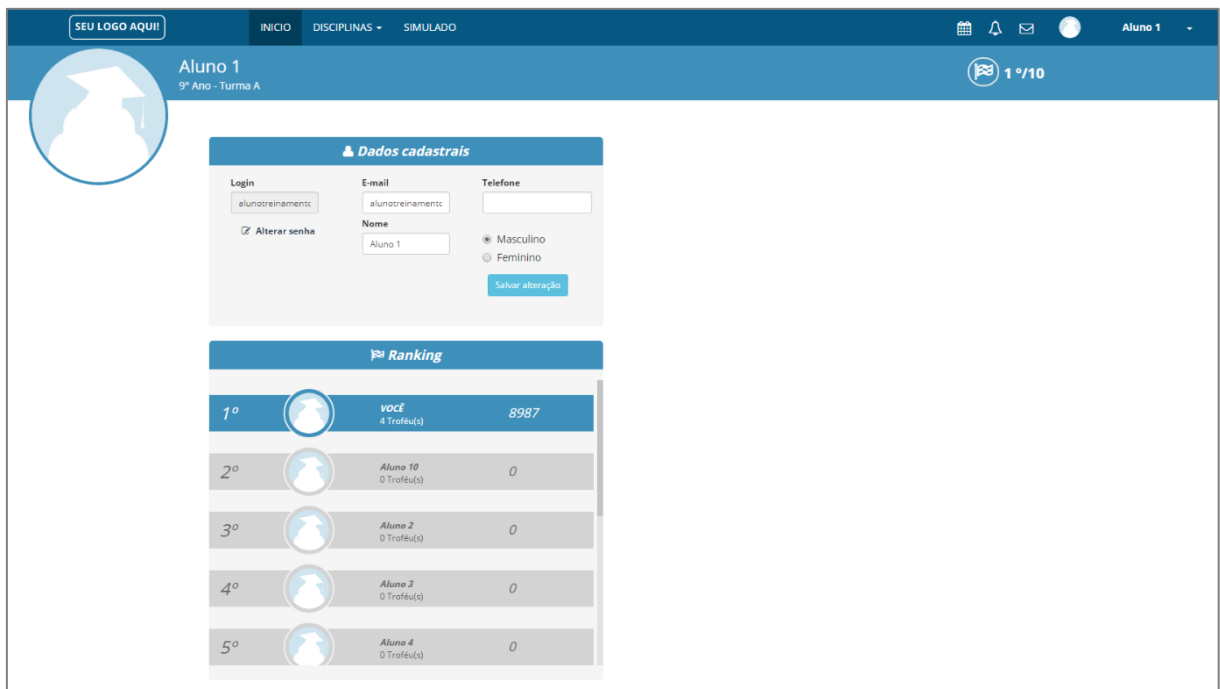 SEU LOGO AQUI!
INICIO DISCIPLINAS SIMULADO
Aluno 1
Aluno 1
9º Ano - Turma A
1 º/10
Dados cadastrais
Login E-mail Telefone
alunotreinamentc alunotreinamentc
Alterar senha
Nome
Aluno 1
Masculino
Feminino
Salvar alteração
Ranking
1º VOCÊ 8987
4 Troféu(s)
2º Aluno 10 0
0 Troféu(s)
3º Aluno 2 0
0 Troféu(s)
4º Aluno 3 0
0 Troféu(s)
5º Aluno 4 0
0 Troféu(s)